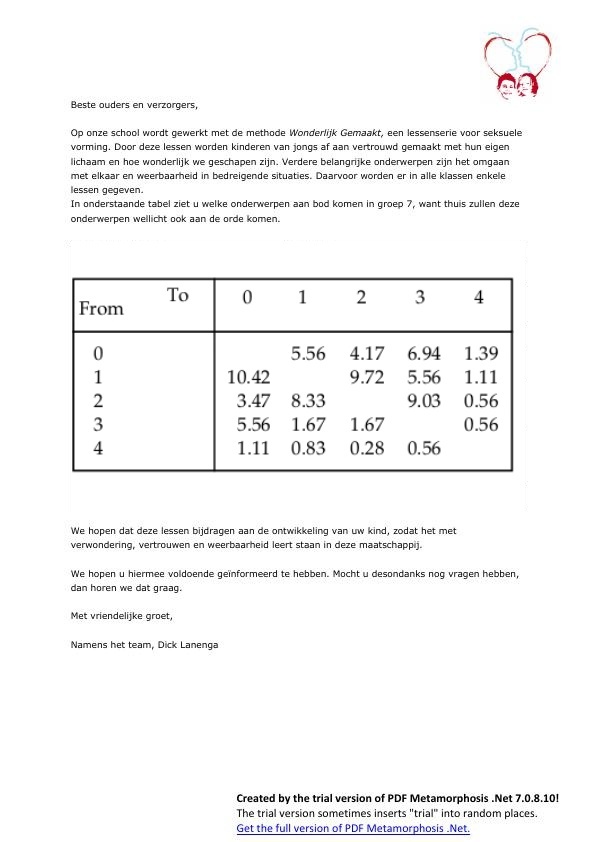 Beste ouders en verzorgers,
Op onze school wordt gewerkt met de methode Wonderlijk Gemaakt, een lessenserie voor seksuele
vorming. Door deze lessen worden kinderen van jongs af aan vertrouwd gemaakt met hun eigen
lichaam en hoe wonderlijk we geschapen zijn. Verdere belangrijke onderwerpen zijn het omgaan
met elkaar en weerbaarheid in bedreigende situaties. Daarvoor worden er in alle klassen enkele
lessen gegeven.
In onderstaande tabel ziet u welke onderwerpen aan bod komen in groep 7, want thuis zullen deze
onderwerpen wellicht ook aan de orde komen.
From To 0 1 2 3 4
0 5.56 4.17 6.94 1.39
1 10.42 9.72 5.56 1.11
2 3.47 8.33 9.03 0.56
3 5.56 1.67 1.67 0.56
4 1.11 0.83 0.28 0.56
We hopen dat deze lessen bijdragen aan de ontwikkeling van uw kind, zodat het met
verwondering, vertrouwen en weerbaarheid leert staan in deze maatschappij.
We hopen u hiermee voldoende geïnformeerd te hebben. Mocht u desondanks nog vragen hebben,
dan horen we dat graag.
Met vriendelijke groet,
Namens het team, Dick Lanenga
Created by the trial version of PDF Metamorphosis .Net 7.0.8.10!
The trial version sometimes inserts "trial" into random places.
Get the full version of PDF Metamorphosis .Net.